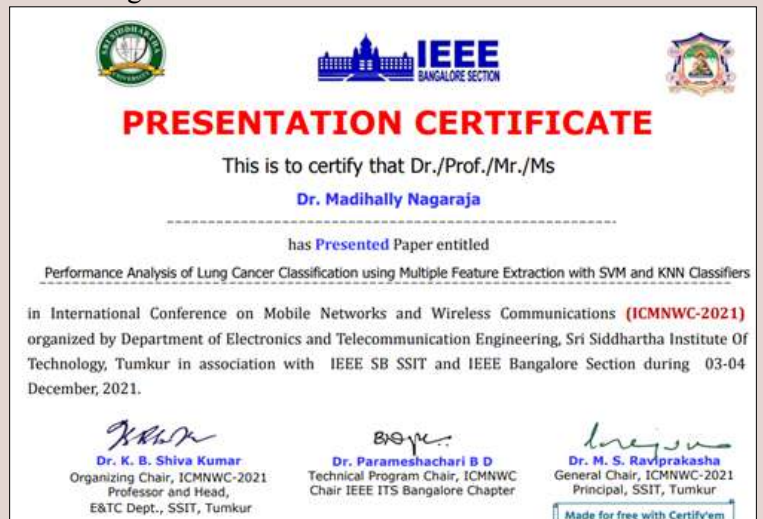 SRI SIDDHARTHA
UNIVERSITY
IEEE
BANGALORE SECTION
PRESENTATION CERTIFICATE
This is to certify that Dr./Prof./Mr./Ms
Dr. Madihally Nagaraja
has Presented Paper entitled
Performance Analysis of Lung Cancer Classification using Multiple Feature Extraction with SVM and KNN Classifiers
in International Conference on Mobile Networks and Wireless Communications (ICMNWC-2021)
organized by Department of Electronics and Telecommunication Engineering, Sri Siddhartha Institute Of
Technology, Tumkur in association with IEEE SB SSIT and IEEE Bangalore Section during 03-04
December, 2021.
Dr. K. B. Shiva Kumar
Organizing Chair, ICMNWC-2021
Professor and Head,
E&TC Dept., SSIT, Tumkur
Dr. Parameshachari B D
Technical Program Chair, ICMNWC
Chair IEEE ITS Bangalore Chapter
Dr. M. S. Raviprakasha
General Chair, ICMNWC-2021
Principal, SSIT, Tumkur
Made for free with Certify'em